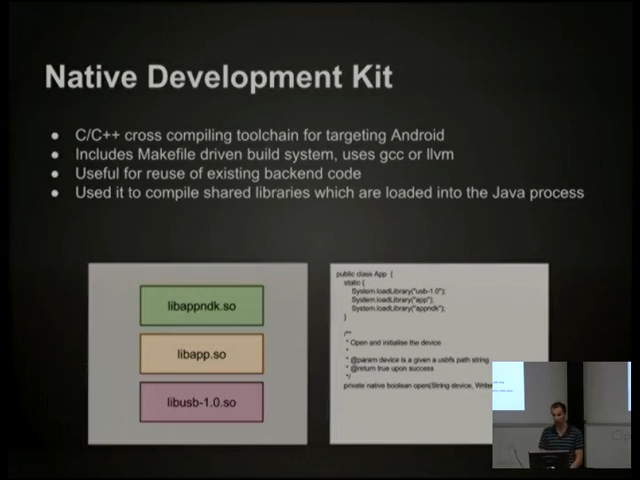 Native Development Kit
● C/C++ cross compiling toolchain for targeting Android
● Includes Makefile driven build system, uses gcc or llvm
● Useful for reuse of existing backend code
● Used it to compile shared libraries which are loaded into the Java process
libappndk.so
libapp.so
libusb-1.0.so
public class App {
static {
System.loadLibrary("usb-1.0");
System.loadLibrary("app");
System.loadLibrary("appndk");
}
/**
* Open and initialise the device
*
* @param device is a given a usbfs path string
* @return true upon success
*/
private native boolean open(String device, Write